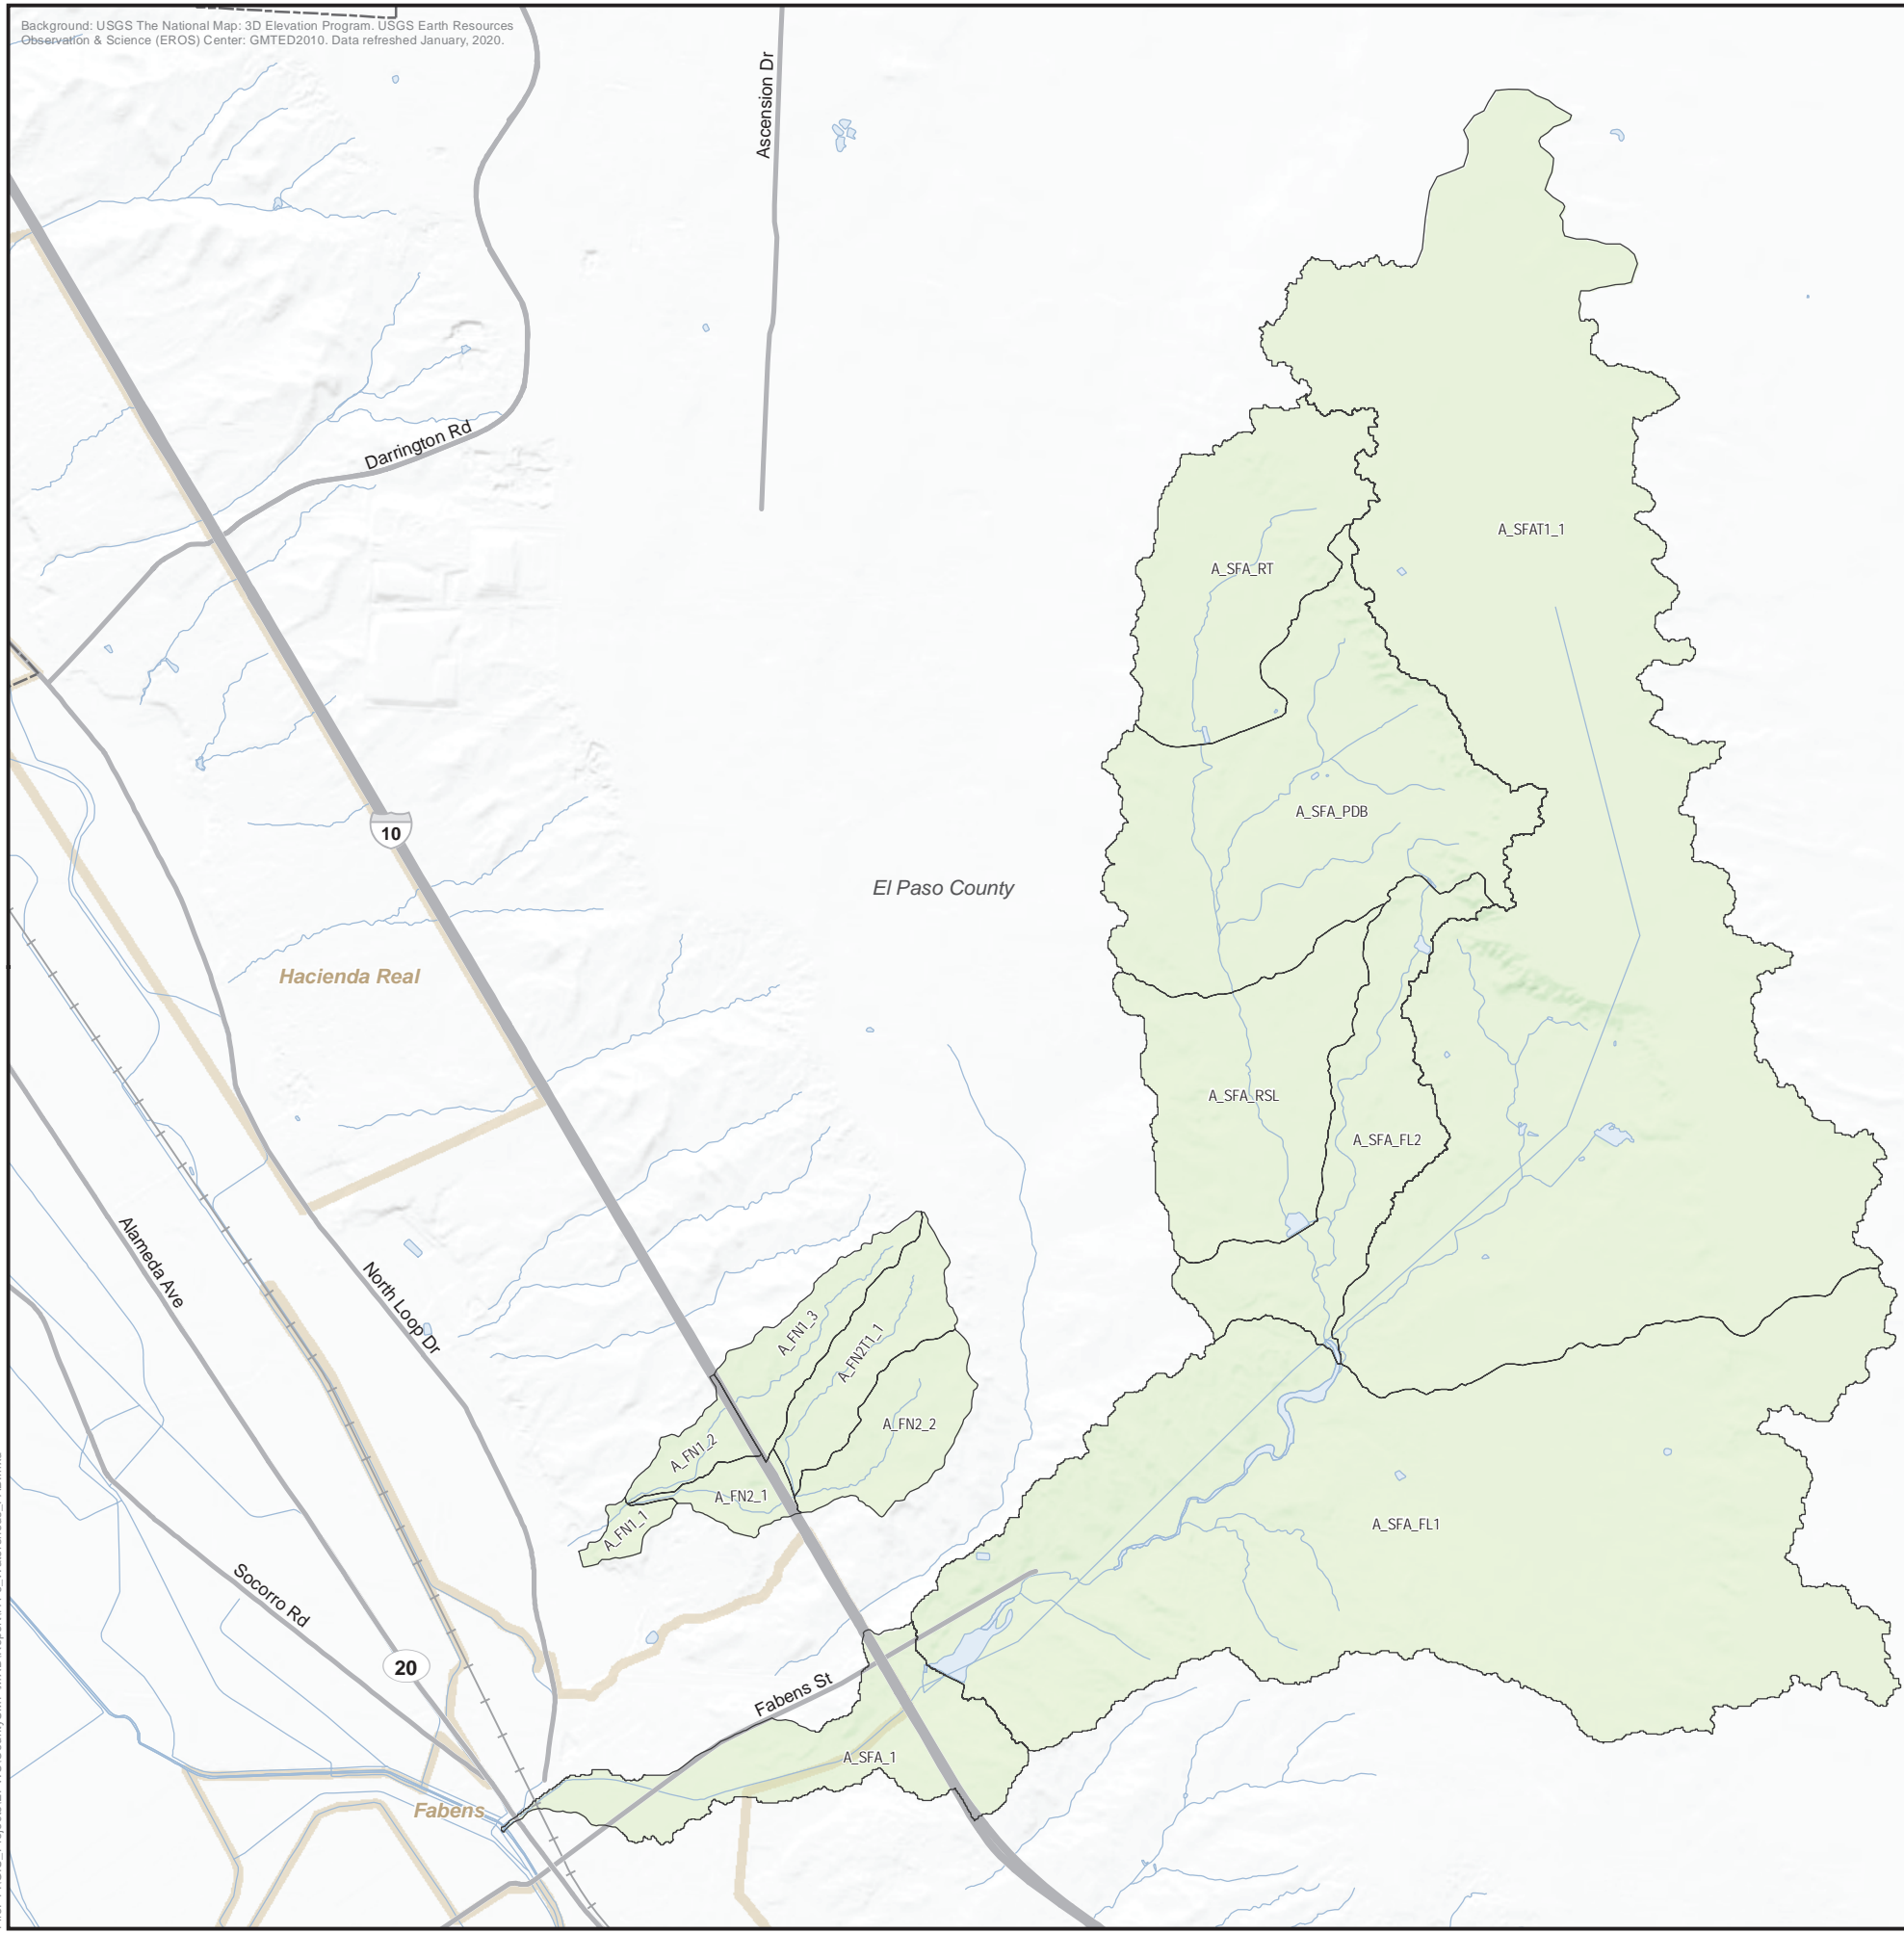 Background: USGS The National Map: 3D Elevation Program. USGS Earth Resources
Observation & Science (EROS) Center: GMTED2010. Data refreshed January, 2020.
Ascension Dr
A_SFAT1_1
A_SFA_RT
Darrington Rd
A_SFA_PDB
10
El Paso County
Hacienda Real
A_SFA_RSL
A_SFA_FL2
Alameda Ave
North Loop Dr
A_FN1_3
A_FN2T1_1
A_FN2_2
A_FN1_2
A_FN2_1
A_FN1_1
A_SFA_FL1
Socorro Rd
20
Fabens St
A_SFA_1
Fabens